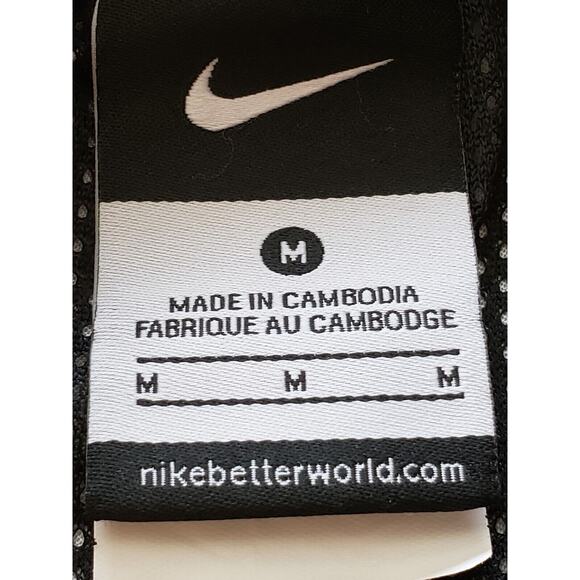 M
MADE IN CAMBODIA
FABRIQUE AU CAMBODGE
M M M
nikebetterworld.com